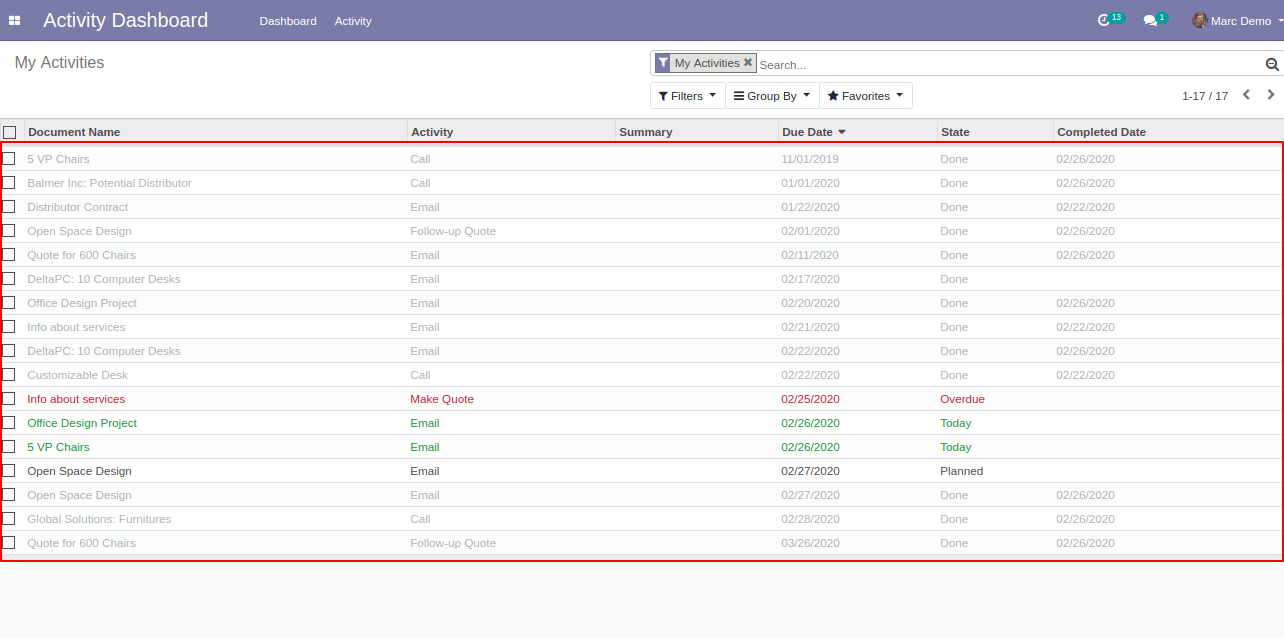 Activity Dashboard Dashboard Activity 13 1 Marc Demo
My Activities My Activities Search...
Filters Group By Favorites 1-17 / 17
Document Name Activity Summary Due Date State Completed Date
5 VP Chairs Call 11/01/2019 Done 02/26/2020
Balmer Inc: Potential Distributor Call 01/01/2020 Done 02/26/2020
Distributor Contract Email 01/22/2020 Done 02/22/2020
Open Space Design Follow-up Quote 02/01/2020 Done 02/26/2020
Quote for 600 Chairs Email 02/11/2020 Done 02/26/2020
DeltaPC: 10 Computer Desks Email 02/17/2020 Done
Office Design Project Email 02/20/2020 Done 02/26/2020
Info about services Email 02/21/2020 Done 02/22/2020
DeltaPC: 10 Computer Desks Email 02/22/2020 Done 02/26/2020
Customizable Desk Call 02/22/2020 Done 02/22/2020
Info about services Make Quote 02/25/2020 Overdue
Office Design Project Email 02/26/2020 Today
5 VP Chairs Email 02/26/2020 Today
Open Space Design Email 02/27/2020 Planned
Open Space Design Email 02/27/2020 Done 02/26/2020
Global Solutions: Furnitures Call 02/28/2020 Done 02/26/2020
Quote for 600 Chairs Follow-up Quote 03/26/2020 Done 02/26/2020